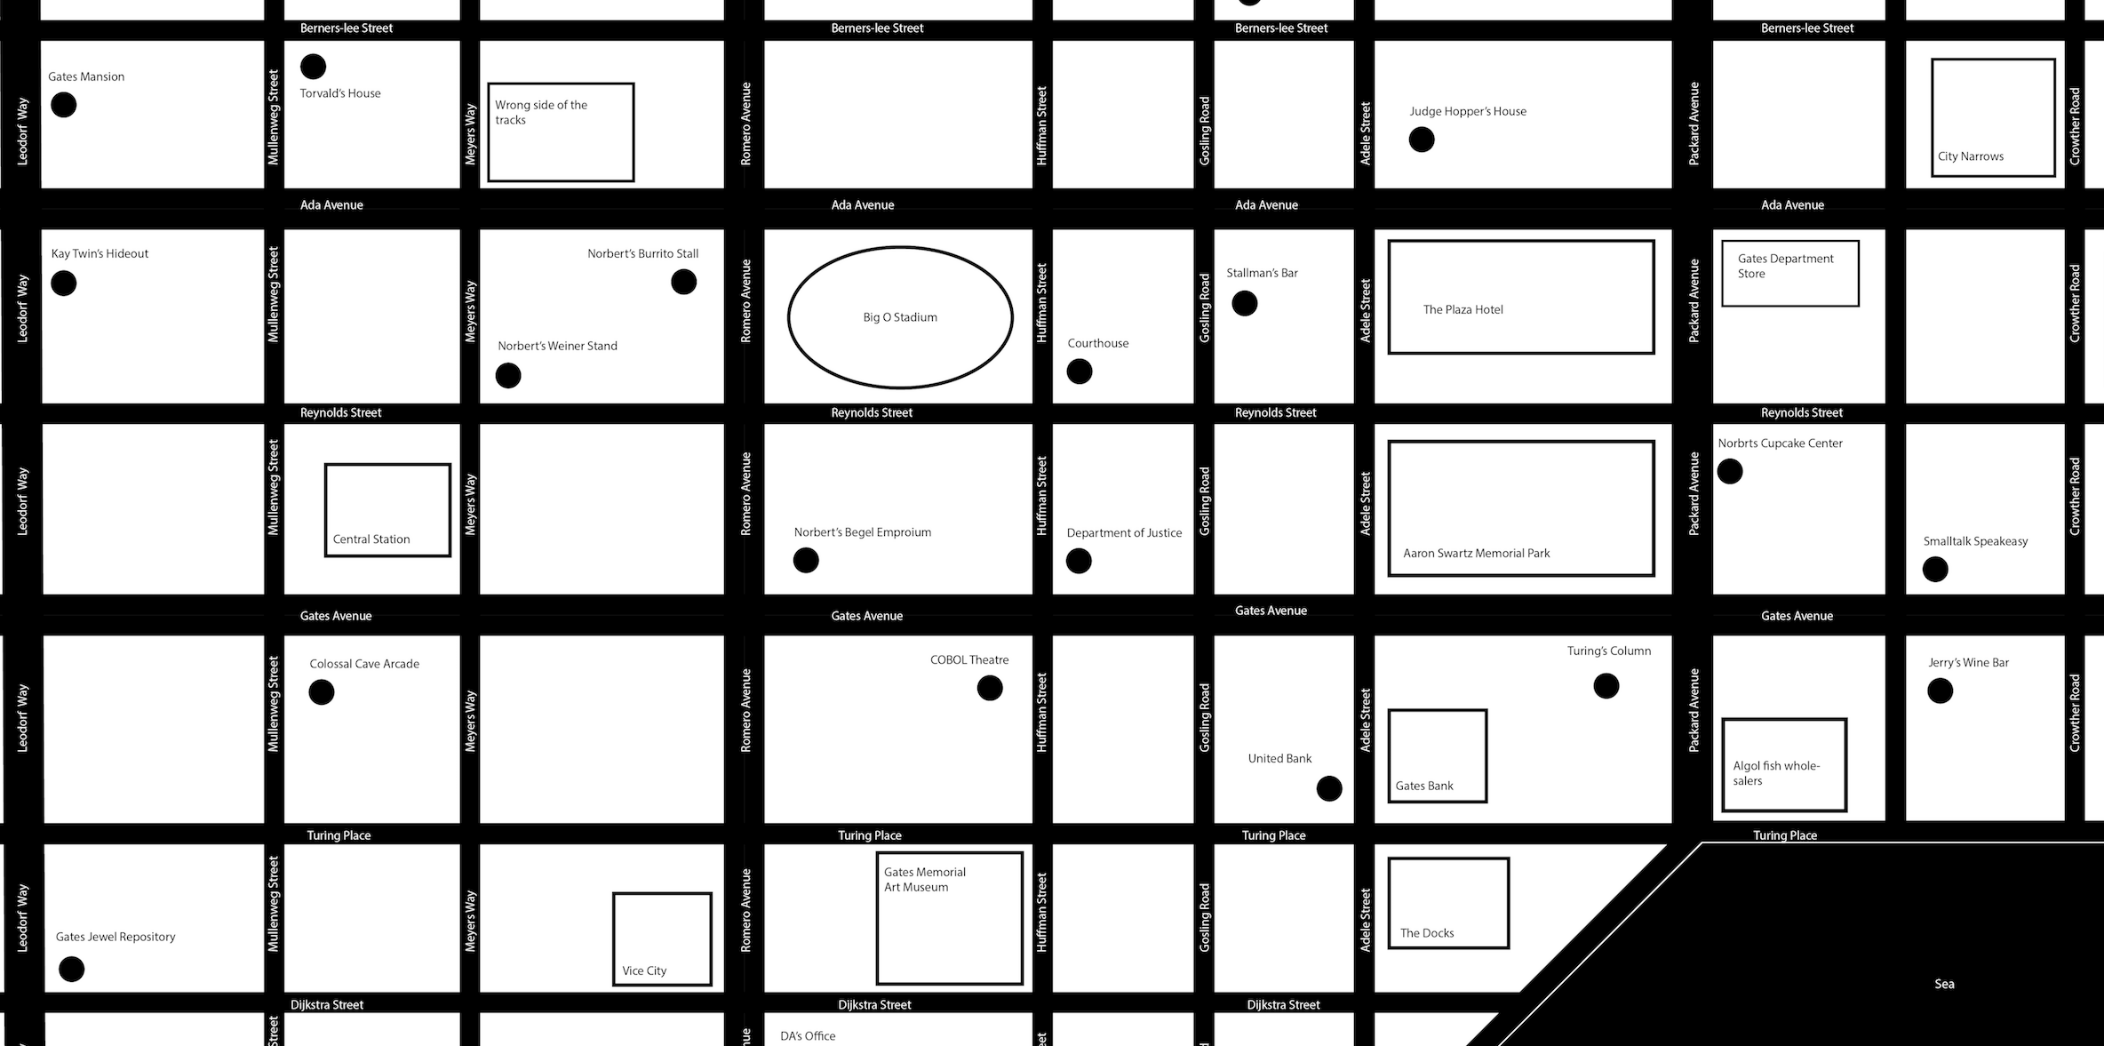 Berners-lee Street
Berners-lee Street
Berners-lee Street
Berners-lee Street
Leodorf Way
Gates Mansion
Mullenweg Street
Torvald's House
Meyers Way
Wrong side of the
tracks
Romero Avenue
Huffman Street
Gosling Road
Adele Street
Judge Hopper's House
Packard Avenue
City Narrows
Crowther Road
Ada Avenue
Ada Avenue
Ada Avenue
Ada Avenue
Leodorf Way
Kay Twin's Hideout
Mullenweg Street
Meyers Way
Norbert's Burrito Stall
Norbert's Weiner Stand
Romero Avenue
Big O Stadium
Huffman Street
Courthouse
Gosling Road
Stallman's Bar
Adele Street
The Plaza Hotel
Packard Avenue
Gates Department
Store
Crowther Road
Reynolds Street
Reynolds Street
Reynolds Street
Reynolds Street
Leodorf Way
Mullenweg Street
Central Station
Meyers Way
Romero Avenue
Norbert's Begel Emproium
Huffman Street
Department of Justice
Gosling Road
Adele Street
Aaron Swartz Memorial Park
Packard Avenue
Norbrts Cupcake Center
Smalltalk Speakeasy
Crowther Road
Gates Avenue
Gates Avenue
Gates Avenue
Gates Avenue
Leodorf Way
Mullenweg Street
Colossal Cave Arcade
Meyers Way
Romero Avenue
COBOL Theatre
Huffman Street
Gosling Road
United Bank
Adele Street
Turing's Column
Gates Bank
Packard Avenue
Algol fish whole-
salers
Jerry's Wine Bar
Crowther Road
Turing Place
Turing Place
Turing Place
Turing Place
Leodorf Way
Gates Jewel Repository
Mullenweg Street
Meyers Way
Vice City
Romero Avenue
Gates Memorial
Art Museum
Huffman Street
Gosling Road
Adele Street
The Docks
Sea
Dijkstra Street
Dijkstra Street
Dijkstra Street
Street
DA's Office